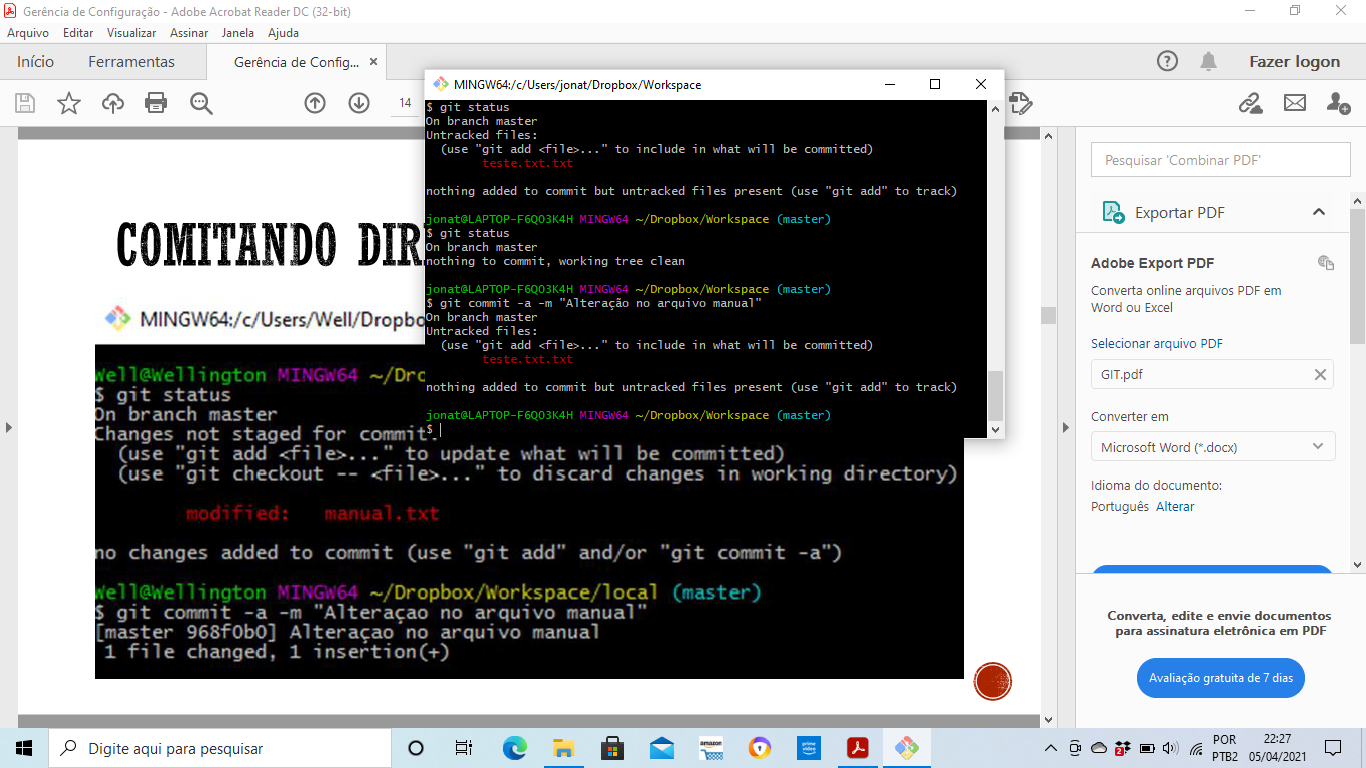 Gerência de Configuração - Adobe Acrobat Reader DC (32-bit)
Arquivo Editar Visualizar Assinar Janela Ajuda
Início Ferramentas Gerência de Config... × Fazer logon
14
MINGW64:/c/Users/jonat/Dropbox/Workspace
$ git status
On branch master
Untracked files:
(use "git add <file>..." to include in what will be committed)
teste.txt.txt
nothing added to commit but untracked files present (use "git add" to track)
jonat@LAPTOP-F6QO3K4H MINGW64 ~/Dropbox/Workspace (master)
$ git status
On branch master
nothing to commit, working tree clean
jonat@LAPTOP-F6QO3K4H MINGW64 ~/Dropbox/Workspace (master)
$ git commit -a -m "Alteração no arquivo manual"
On branch master
Untracked files:
(use "git add <file>..." to include in what will be committed)
teste.txt.txt
nothing added to commit but untracked files present (use "git add" to track)
jonat@LAPTOP-F6QO3K4H MINGW64 ~/Dropbox/Workspace (master)
$
COMITANDO
MINGW64:/c/Users/Well/Dropbo
Well@Wellington MINGW64 ~/Dro
$ git status
On branch master
Changes not staged for commit:
(use "git add <file>..." to update what will be committed)
(use "git checkout -- <file>..." to discard changes in working directory)
modified: manual.txt
no changes added to commit (use "git add" and/or "git commit -a")
Well@Wellington MINGW64 ~/Dropbox/Workspace/local (master)
$ git commit -a -m "Alteraçao no arquivo manual"
[master 968f0b0] Alteraçao no arquivo manual
1 file changed, 1 insertion(+)
Pesquisar 'Combinar PDF'
Exportar PDF
Adobe Export PDF
Converta online arquivos PDF em
Word ou Excel
Selecionar arquivo PDF
GIT.pdf
Converter em
Microsoft Word (*.docx)
Idioma do documento:
Português Alterar
Converta, edite e envie documentos
para assinatura eletrônica em PDF
Avaliação gratuita de 7 dias
Digite aqui para pesquisar
amazon
prime video
2
POR
PTB2
22:27
05/04/2021